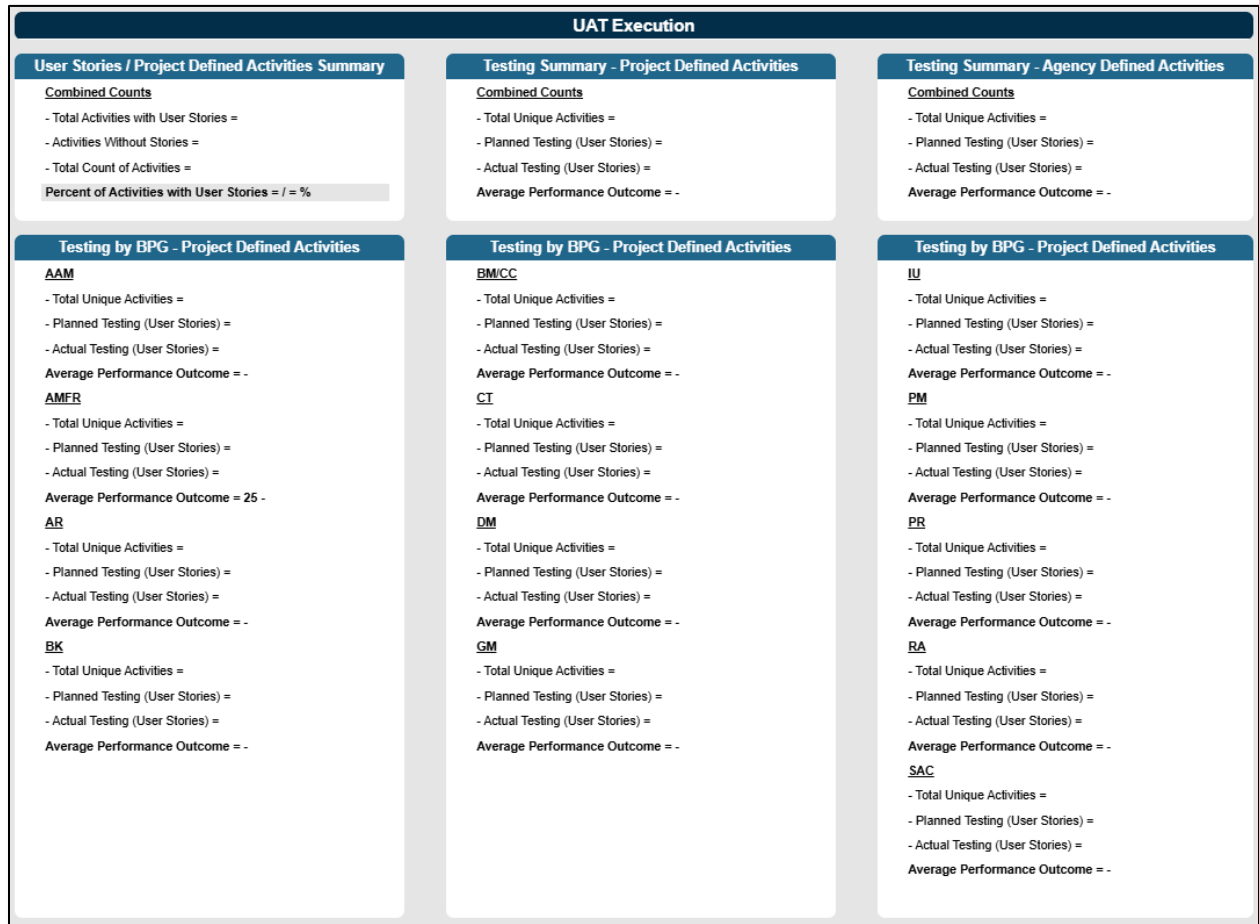 UAT Execution
User Stories / Project Defined Activities Summary
Combined Counts
- Total Activities with User Stories =
- Activities Without Stories =
- Total Count of Activities =
Percent of Activities with User Stories = / = %
Testing Summary - Project Defined Activities
Combined Counts
- Total Unique Activities =
- Planned Testing (User Stories) =
- Actual Testing (User Stories) =
Average Performance Outcome = -
Testing Summary - Agency Defined Activities
Combined Counts
- Total Unique Activities =
- Planned Testing (User Stories) =
- Actual Testing (User Stories) =
Average Performance Outcome = -
Testing by BPG - Project Defined Activities
AAM
- Total Unique Activities =
- Planned Testing (User Stories) =
- Actual Testing (User Stories) =
Average Performance Outcome = -
AMFR
- Total Unique Activities =
- Planned Testing (User Stories) =
- Actual Testing (User Stories) =
Average Performance Outcome = 25 -
AR
- Total Unique Activities =
- Planned Testing (User Stories) =
- Actual Testing (User Stories) =
Average Performance Outcome = -
BK
- Total Unique Activities =
- Planned Testing (User Stories) =
- Actual Testing (User Stories) =
Average Performance Outcome = -
Testing by BPG - Project Defined Activities
BM/CC
- Total Unique Activities =
- Planned Testing (User Stories) =
- Actual Testing (User Stories) =
Average Performance Outcome = -
CT
- Total Unique Activities =
- Planned Testing (User Stories) =
- Actual Testing (User Stories) =
Average Performance Outcome = -
DM
- Total Unique Activities =
- Planned Testing (User Stories) =
- Actual Testing (User Stories) =
Average Performance Outcome = -
GM
- Total Unique Activities =
- Planned Testing (User Stories) =
- Actual Testing (User Stories) =
Average Performance Outcome = -
Testing by BPG - Project Defined Activities
IU
- Total Unique Activities =
- Planned Testing (User Stories) =
- Actual Testing (User Stories) =
Average Performance Outcome = -
PM
- Total Unique Activities =
- Planned Testing (User Stories) =
- Actual Testing (User Stories) =
Average Performance Outcome = -
PR
- Total Unique Activities =
- Planned Testing (User Stories) =
- Actual Testing (User Stories) =
Average Performance Outcome = -
RA
- Total Unique Activities =
- Planned Testing (User Stories) =
- Actual Testing (User Stories) =
Average Performance Outcome = -
SAC
- Total Unique Activities =
- Planned Testing (User Stories) =
- Actual Testing (User Stories) =
Average Performance Outcome = -